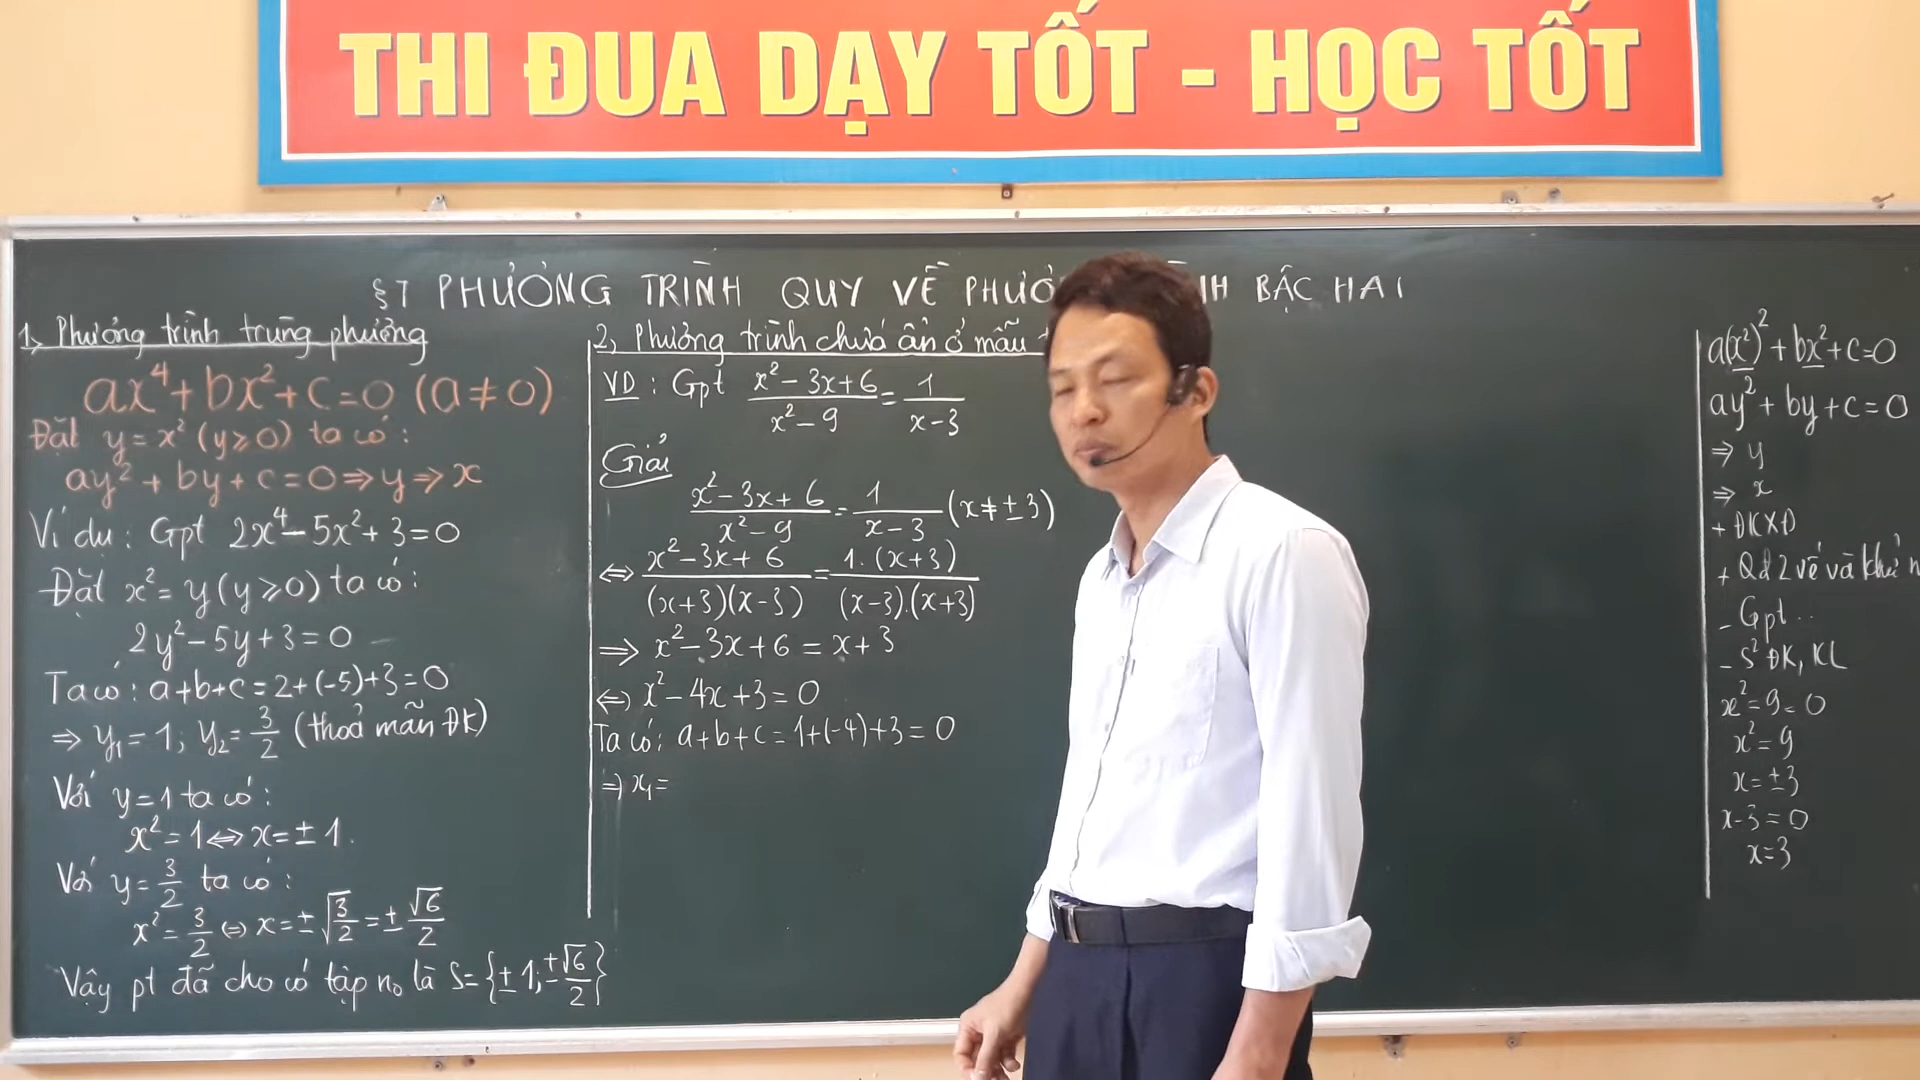 THI ĐUA DẠY TỐT - HỌC TỐT
§7 PHƯƠNG TRÌNH QUY VỀ PHƯƠ ÌNH BẬC HAI
1, Phương trình trùng phương
ax⁴ + bx² + c = 0 (a ≠ 0)
Đặt y = x² (y ≥ 0) ta có :
ay² + by + c = 0 ⇒ y ⇒ x
Ví dụ : Gpt 2x⁴ - 5x² + 3 = 0
Đặt x² = y (y ≥ 0) ta có :
2y² - 5y + 3 = 0
Ta có : a + b + c = 2 + (-5) + 3 = 0
⇒ y₁ = 1 ; y₂ = 3/2 (thoả mãn ĐK)
Với y = 1 ta có :
x² = 1 ⇔ x = ± 1 .
Với y = 3/2 ta có :
x² = 3/2 ⇔ x = ± √(3/2) = ± √6/2
Vậy pt đã cho có tập no là S = {± 1; ± √6/2}
2, Phương trình chứa ẩn ở mẫu
VD : Gpt (x² - 3x + 6)/(x² - 9) = 1/(x - 3)
Giải
(x² - 3x + 6)/(x² - 9) = 1/(x - 3) (x ≠ ± 3)
⇔ (x² - 3x + 6)/((x + 3)(x - 3)) = 1.(x + 3)/((x - 3).(x + 3))
⇒ x² - 3x + 6 = x + 3
⇔ x² - 4x + 3 = 0
Ta có : a + b + c = 1 + (-4) + 3 = 0
⇒ x₁ =
a(x²)² + bx² + c = 0
ay² + by + c = 0
⇒ y
⇒ x
+ ĐKXĐ
+ Qđ 2 vế và khử
- Gpt ..
- S² ĐK, KL
x² = 9 = 0
x² = 9
x = ± 3
x - 3 = 0
x = 3